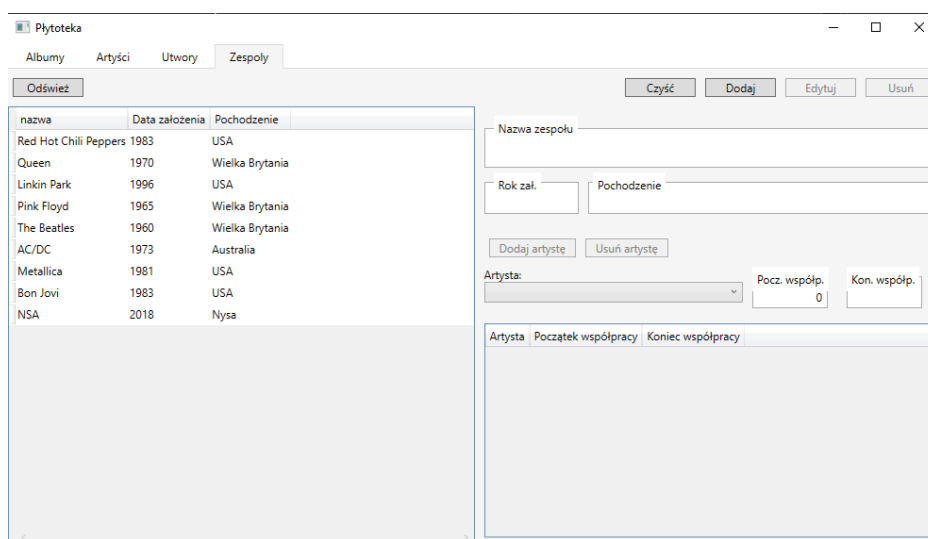 Płytoteka
Albumy Artyści Utwory Zespoly
Odśwież Czyść Dodaj Edytuj Usuń
nazwa Data założenia Pochodzenie
Red Hot Chili Peppers 1983 USA
Queen 1970 Wielka Brytania
Linkin Park 1996 USA
Pink Floyd 1965 Wielka Brytania
The Beatles 1960 Wielka Brytania
AC/DC 1973 Australia
Metallica 1981 USA
Bon Jovi 1983 USA
NSA 2018 Nysa
Nazwa zespołu
Rok zał. Pochodzenie
Dodaj artystę Usuń artystę
Artysta: Pocz. współp. Kon. współp.
0
Artysta Początek współpracy Koniec współpracy